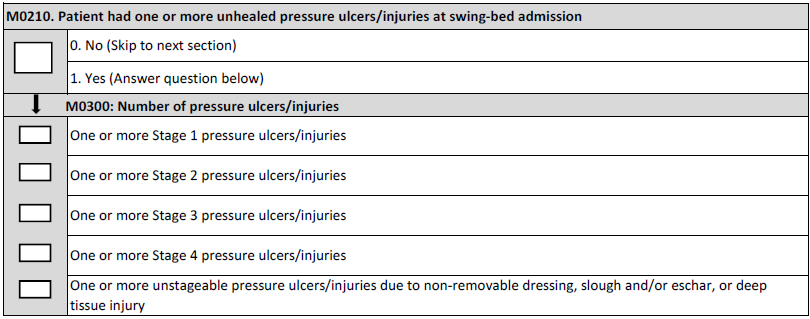 M0210. Patient had one or more unhealed pressure ulcers/injuries at swing-bed admission
0. No (Skip to next section)
1. Yes (Answer question below)
M0300: Number of pressure ulcers/injuries
One or more Stage 1 pressure ulcers/injuries
One or more Stage 2 pressure ulcers/injuries
One or more Stage 3 pressure ulcers/injuries
One or more Stage 4 pressure ulcers/injuries
One or more unstageable pressure ulcers/injuries due to non-removable dressing, slough and/or eschar, or deep
tissue injury